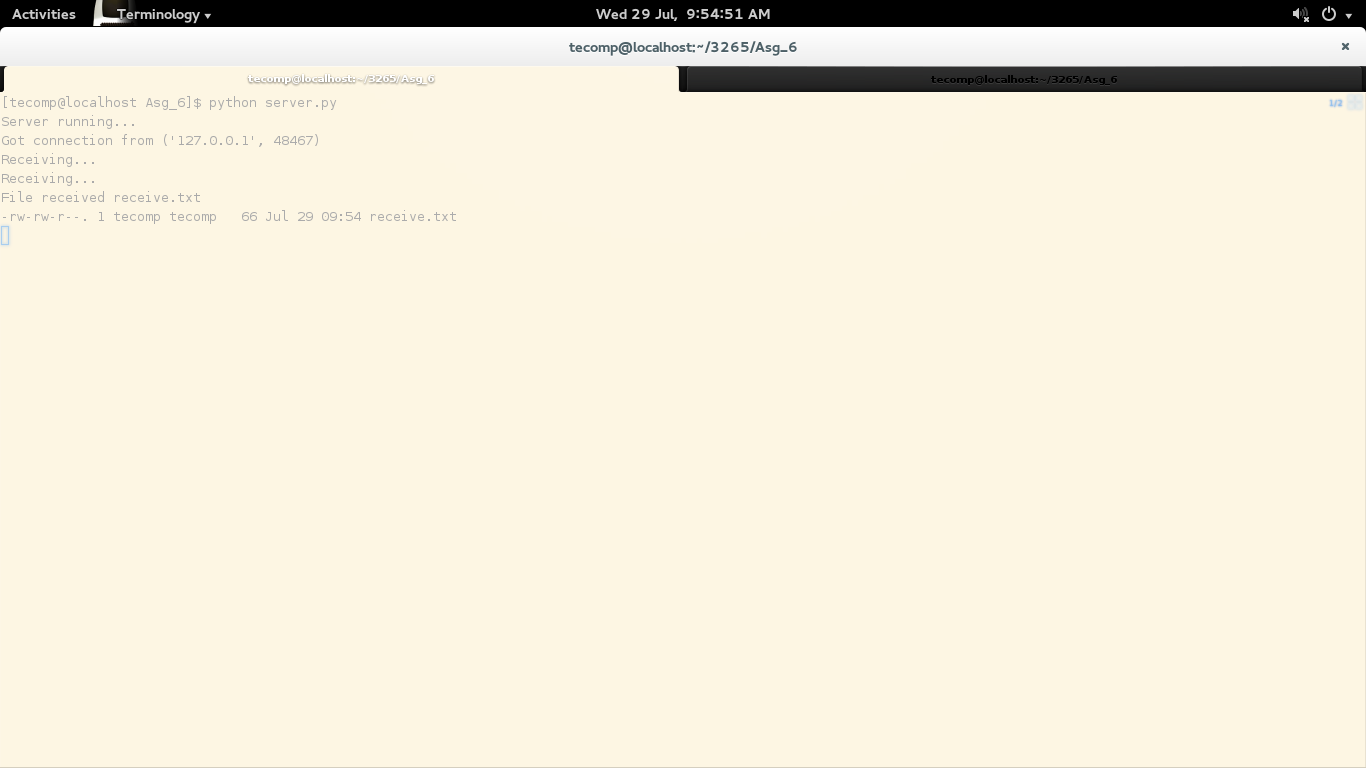 Activities Terminology Wed 29 Jul, 9:54:51 AM
tecomp@localhost:~/3265/Asg_6
tecomp@localhost:~/3265/Asg_6 tecomp@localhost:~/3265/Asg_6
[tecomp@localhost Asg_6]$ python server.py 1/2
Server running...
Got connection from ('127.0.0.1', 48467)
Receiving...
Receiving...
File received receive.txt
-rw-rw-r--. 1 tecomp tecomp   66 Jul 29 09:54 receive.txt